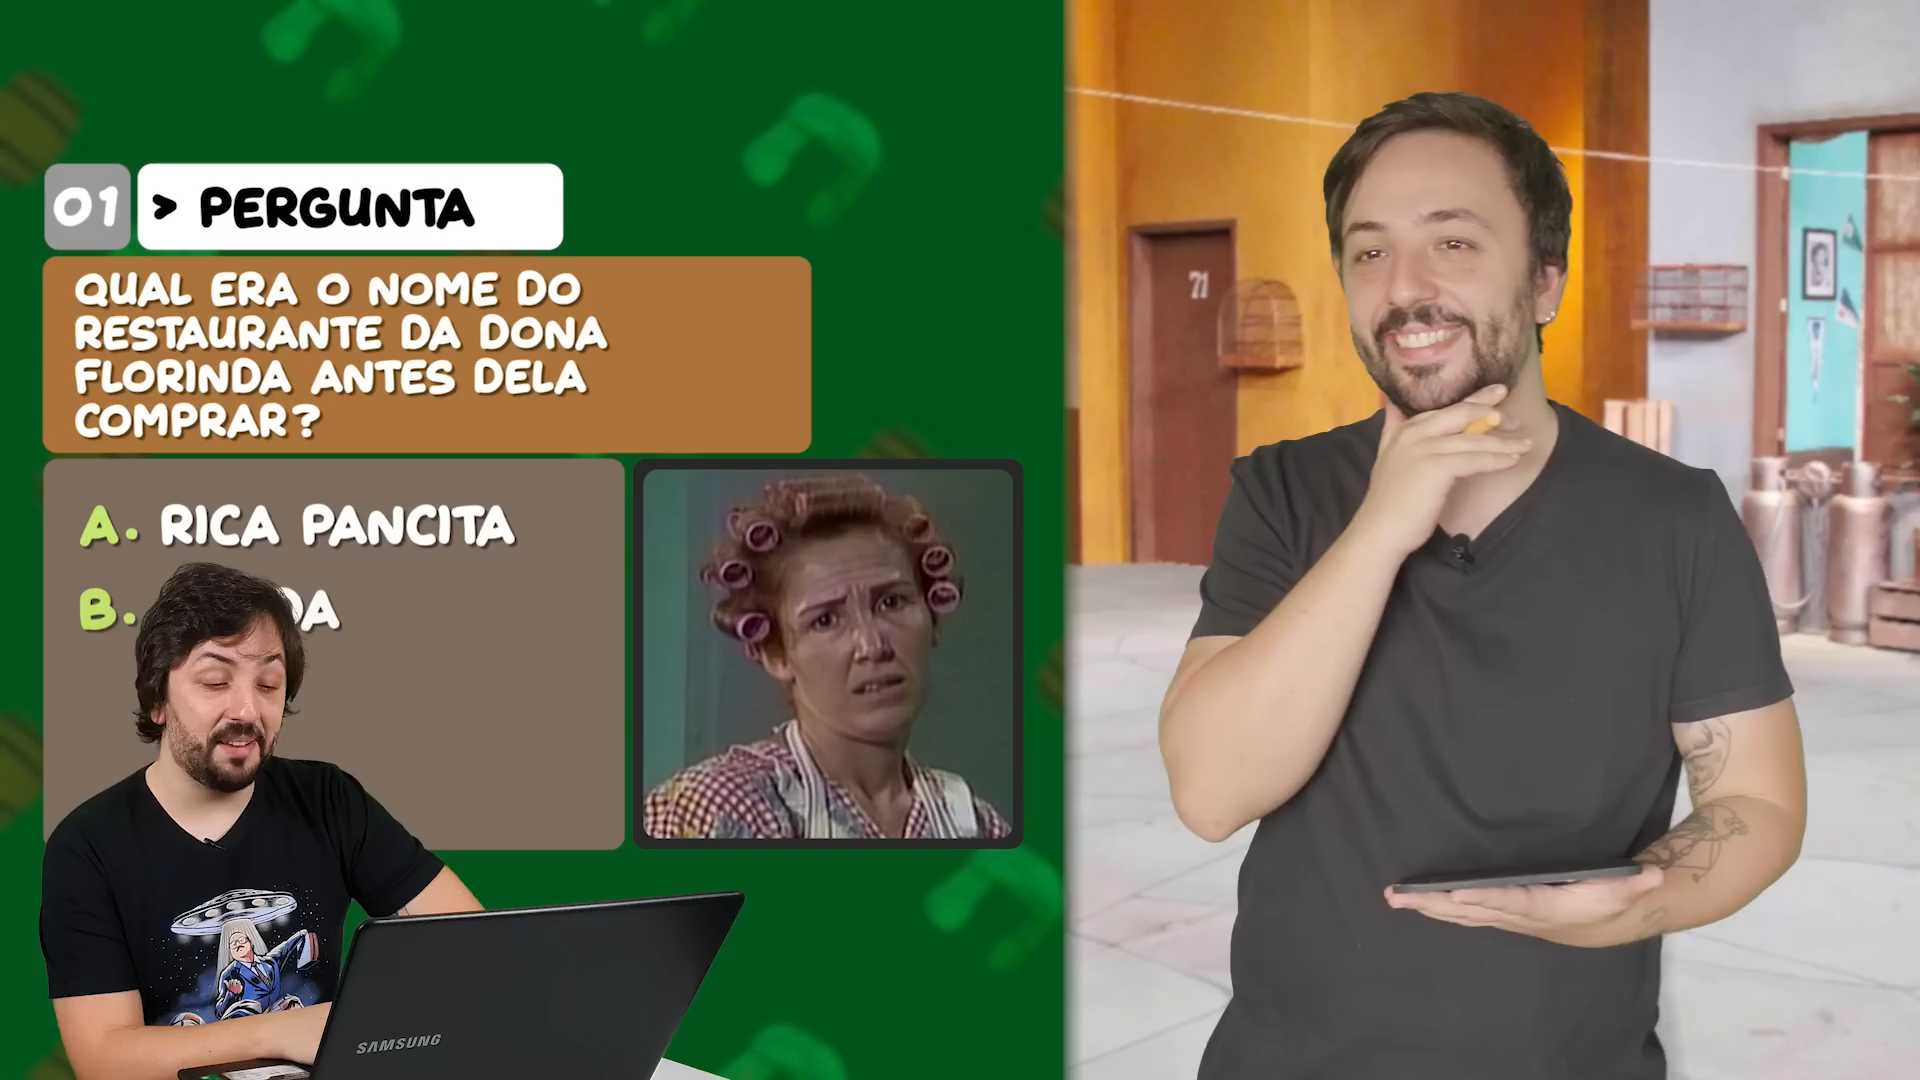 01 > PERGUNTA
QUAL ERA O NOME DO
RESTAURANTE DA DONA
FLORINDA ANTES DELA
COMPRAR?
A. RICA PANCITA
B.
71
SAMSUNG